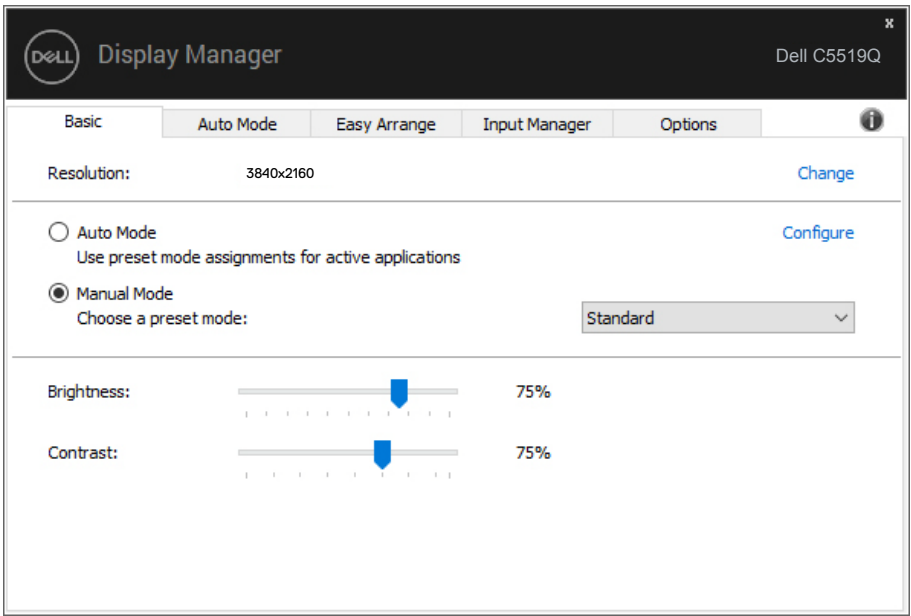 x
DELL Display Manager Dell C5519Q
Basic Auto Mode Easy Arrange Input Manager Options i
Resolution: 3840x2160 Change
Auto Mode Configure
Use preset mode assignments for active applications
Manual Mode
Choose a preset mode: Standard
Brightness: 75%
Contrast: 75%